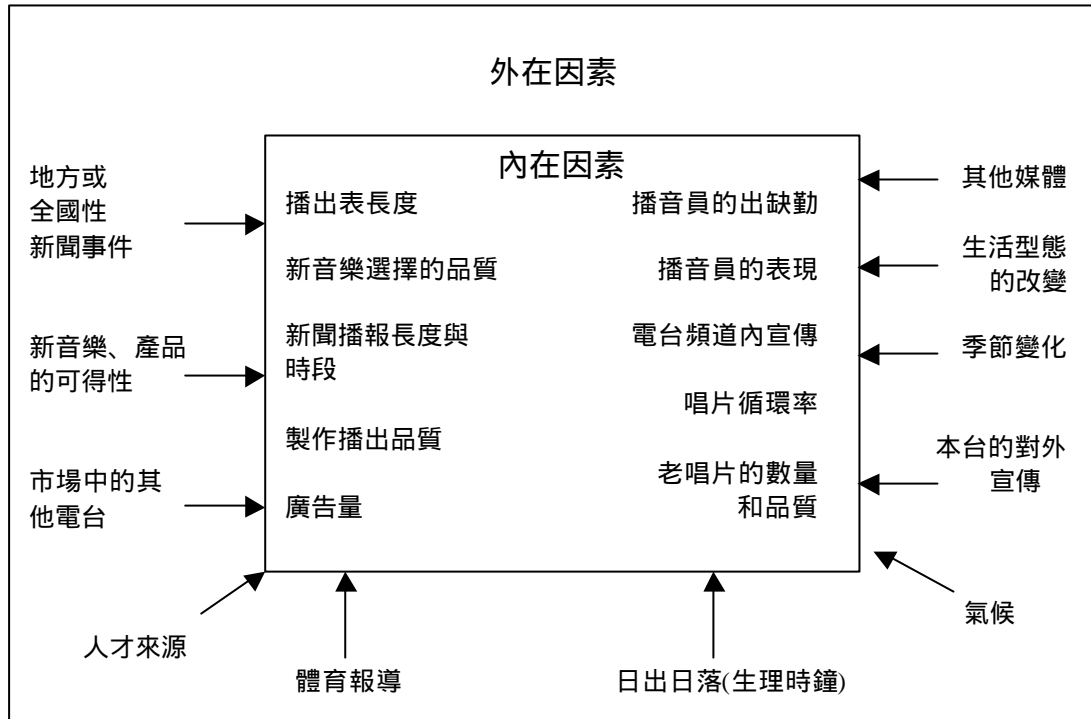 外在因素
內在因素
地方或
全國性
新聞事件
新音樂、產品
的可得性
市場中的其
他電台
播出表長度
新音樂選擇的品質
新聞播報長度與
時段
製作播出品質
廣告量
播音員的出缺勤
播音員的表現
電台頻道內宣傳
唱片循環率
老唱片的數量
和品質
其他媒體
生活型態
的改變
季節變化
本台的對外
宣傳
人才來源
體育報導
日出日落(生理時鐘)
氣候